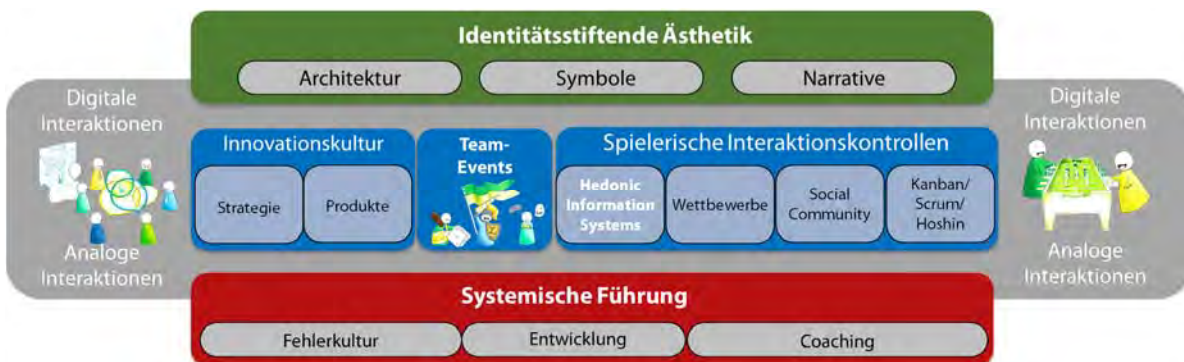 Identitätsstiftende Ästhetik
Architektur
Symbole
Narrative
Digitale
Interaktionen
Analoge
Interaktionen
Innovationskultur
Strategie
Produkte
Team-
Events
Spielerische Interaktionskontrollen
Hedonic
Information
Systems
Wettbewerbe
Social
Community
Kanban/
Scrum/
Hoshin
Digitale
Interaktionen
Analoge
Interaktionen
Systemische Führung
Fehlerkultur
Entwicklung
Coaching